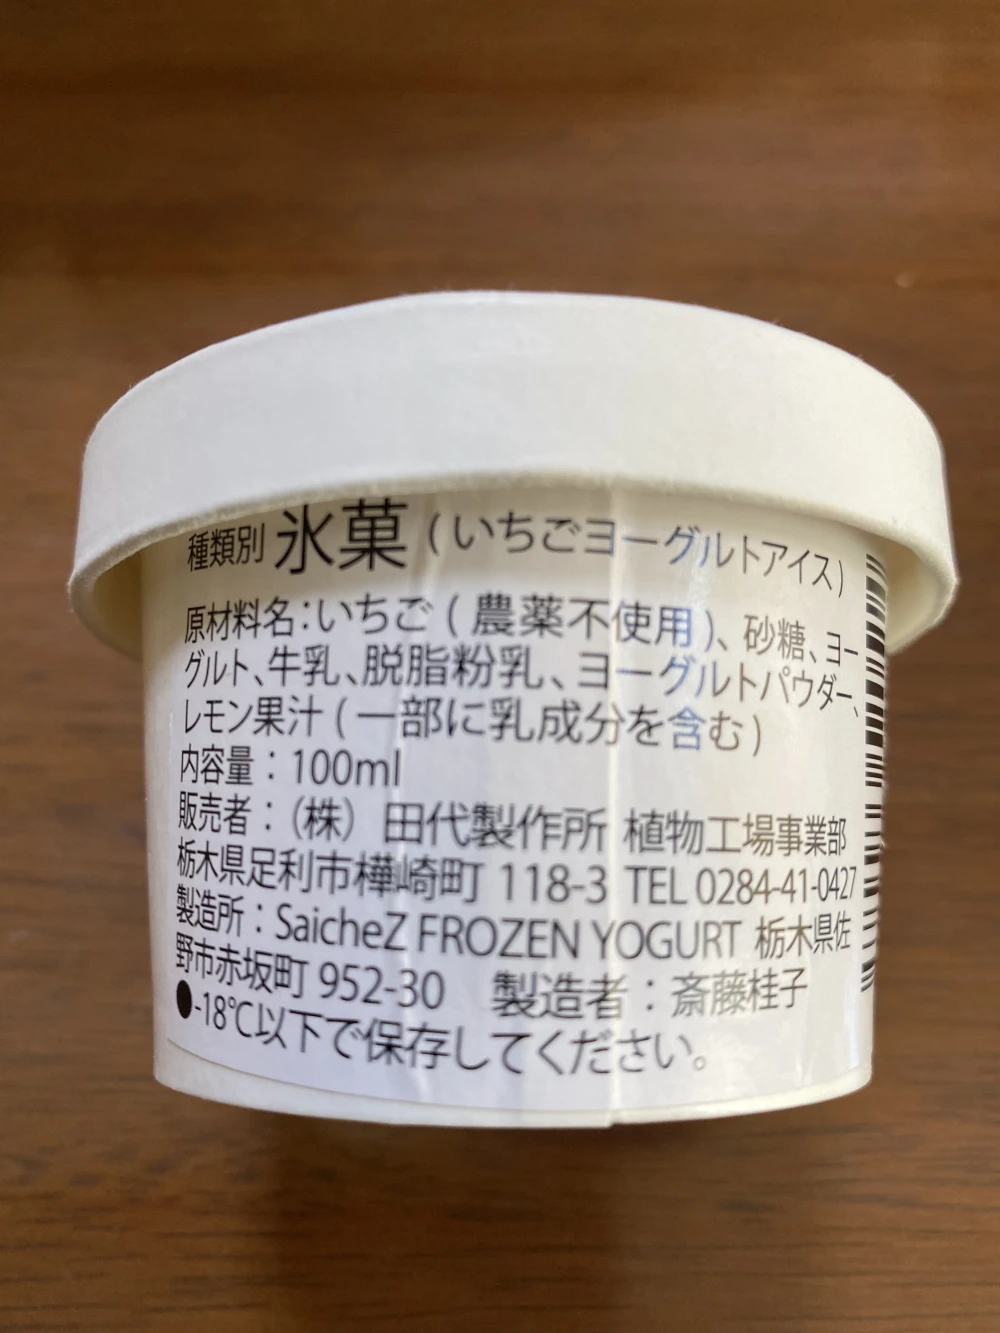 種類別 氷菓 (いちごヨーグルトアイス)
原材料名:いちご ( 農薬不使用 )、砂糖、ヨー
グルト、牛乳、脱脂粉乳、ヨーグルトパウダー、
レモン果汁 ( 一部に乳成分を含む )
内容量:100ml
販売者:(株) 田代製作所 植物工場事業部
栃木県足利市樺崎町 118-3 TEL 0284-41-0427
製造所:SaicheZ FROZEN YOGURT 栃木県佐
野市赤坂町 952-30 製造者:斎藤桂子
●-18℃以下で保存してください。